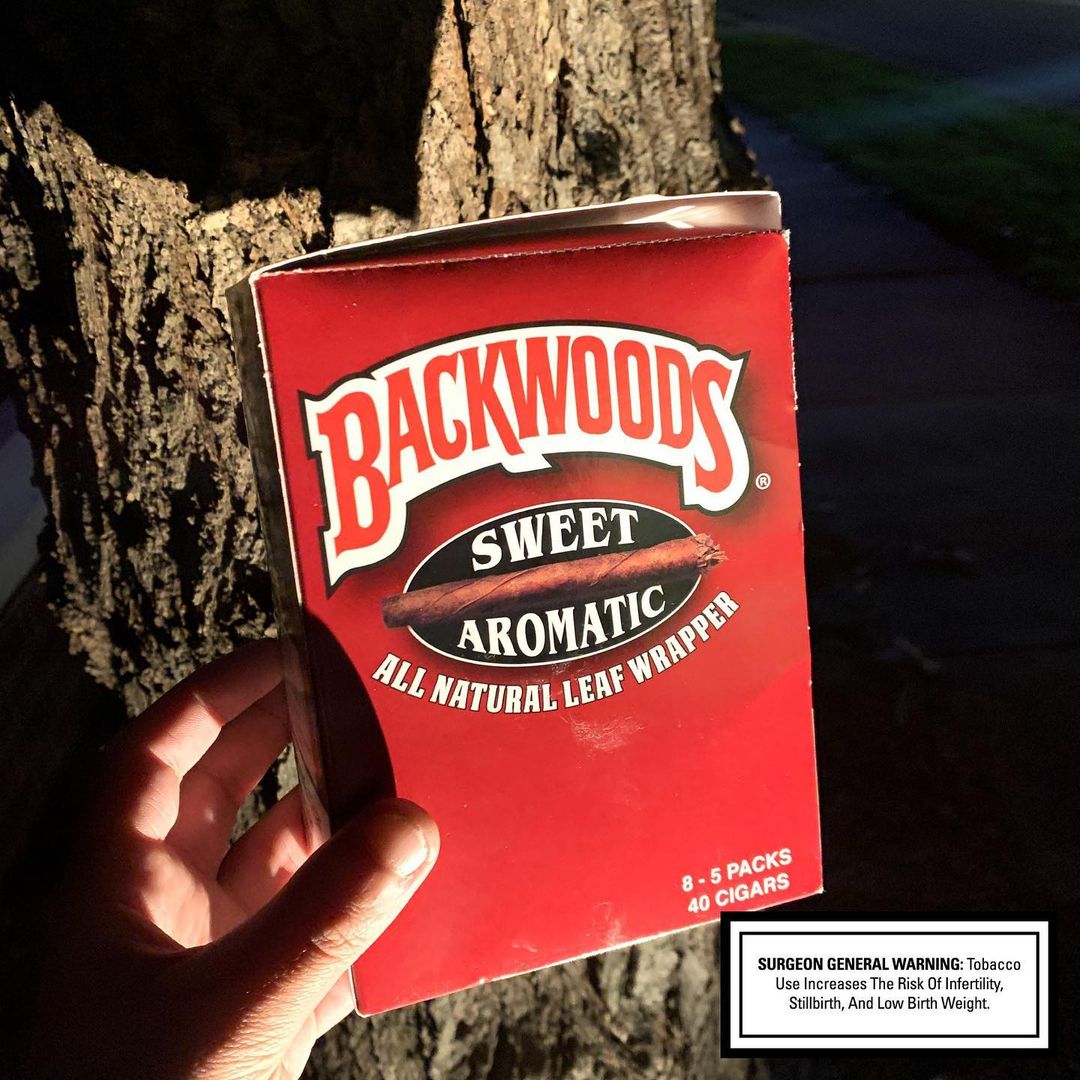 BACKWOODS
®
SWEET
AROMATIC
ALL NATURAL LEAF WRAPPER
8 - 5 PACKS
40 CIGARS
SURGEON GENERAL WARNING: Tobacco
Use Increases The Risk Of Infertility,
Stillbirth, And Low Birth Weight.